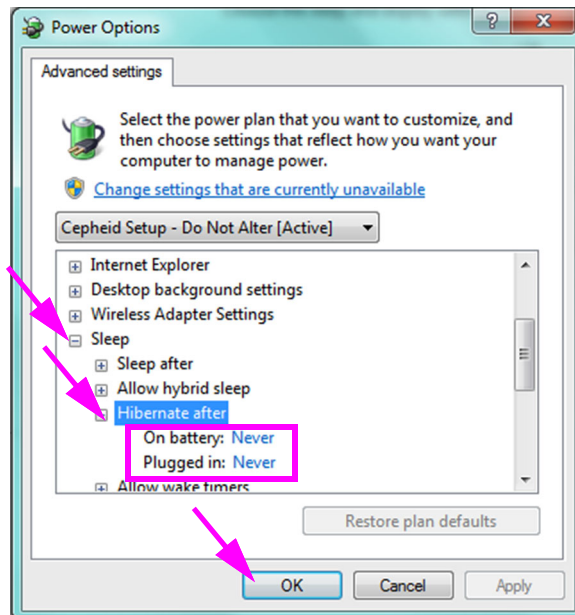 Power Options
Advanced settings
Select the power plan that you want to customize, and
then choose settings that reflect how you want your
computer to manage power.
Change settings that are currently unavailable
Cepheid Setup - Do Not Alter [Active]
Internet Explorer
Desktop background settings
Wireless Adapter Settings
Sleep
Sleep after
Allow hybrid sleep
Hibernate after
On battery: Never
Plugged in: Never
Allow wake timers
Restore plan defaults
OK Cancel Apply